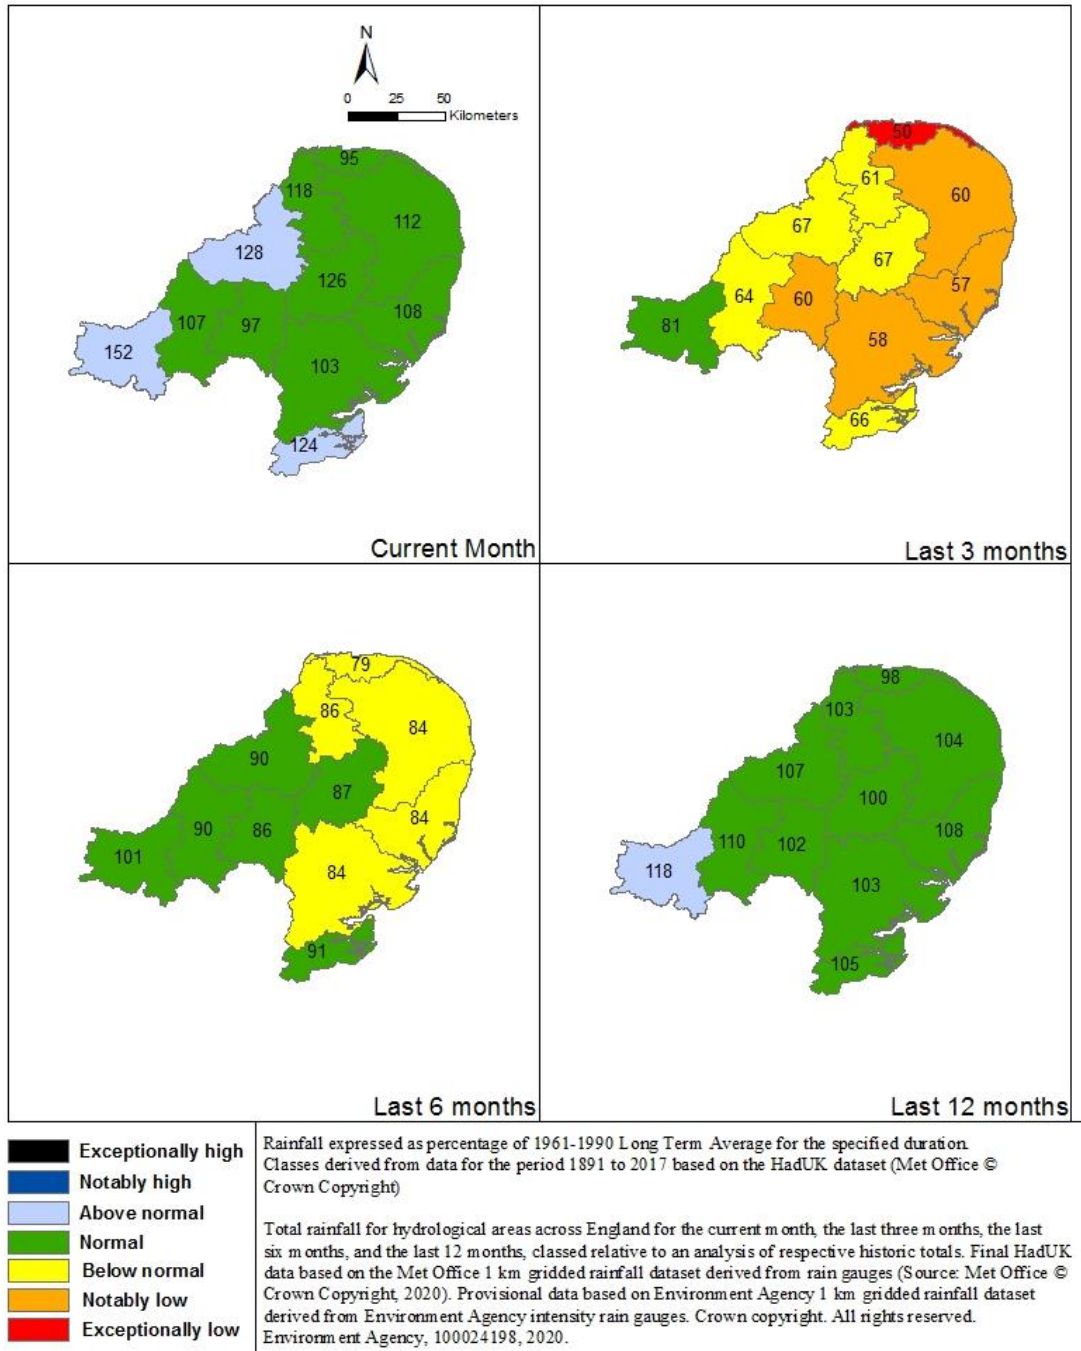 N
0 25 50
Kilometers
95
118
112
128
126
108
107
97
152
103
124
Current Month
50
61
60
67
67
57
64
60
81
58
66
Last 3 months
79
86
84
90
87
84
90
86
101
84
91
Last 6 months
98
103
104
107
100
108
110
102
118
103
105
Last 12 months
Exceptionally high
Notably high
Above normal
Normal
Below normal
Notably low
Exceptionally low
Rainfall expressed as percentage of 1961-1990 Long Term Average for the specified duration.
Classes derived from data for the period 1891 to 2017 based on the HadUK dataset (Met Office ©
Crown Copyright)
Total rainfall for hydrological areas across England for the current month, the last three months, the last
six months, and the last 12 months, classed relative to an analysis of respective historic totals. Final HadUK
data based on the Met Office 1 km gridded rainfall dataset derived from rain gauges (Source: Met Office ©
Crown Copyright, 2020). Provisional data based on Environment Agency 1 km gridded rainfall dataset
derived from Environment Agency intensity rain gauges. Crown copyright. All rights reserved.
Environment Agency, 100024198, 2020.